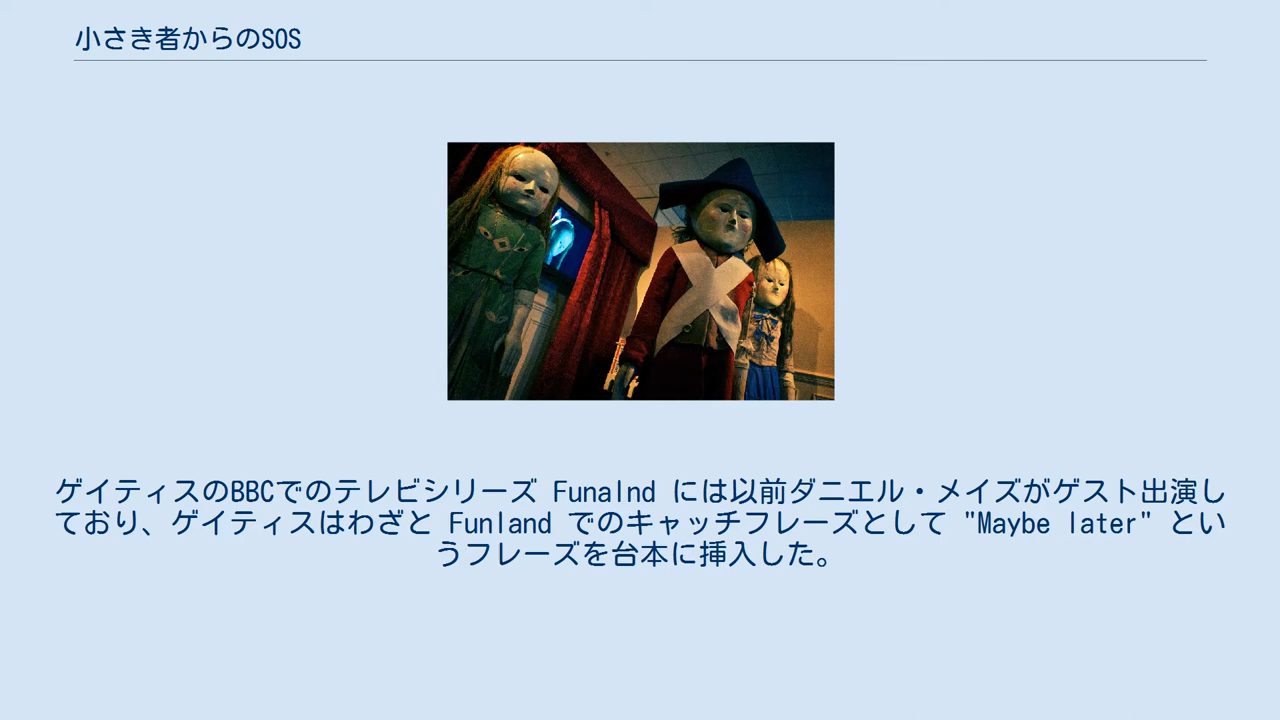 小さき者からのSOS
ゲイティスのBBCでのテレビシリーズ Funalnd には以前ダニエル・メイズがゲスト出演し
ており、ゲイティスはわざと Funland でのキャッチフレーズとして "Maybe later" とい
うフレーズを台本に挿入した。